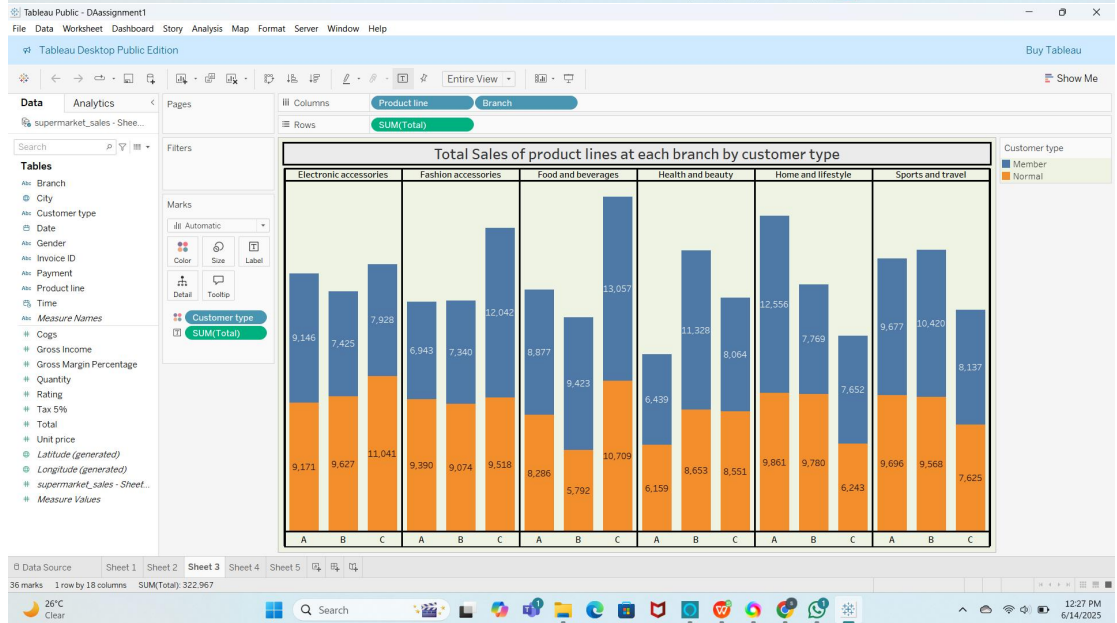 Tableau Public - DAassignment1
File Data Worksheet Dashboard Story Analysis Map Format Server Window Help
Tableau Desktop Public Edition Buy Tableau
Entire View Show Me
Data Analytics
supermarket_sales - Shee...
Search
Tables
Abc Branch
City
Abc Customer type
Date
Abc Gender
Abc Invoice ID
Abc Payment
Abc Product line
Time
Abc Measure Names
# Cogs
# Gross Income
# Gross Margin Percentage
# Quantity
# Rating
# Tax 5%
# Total
# Unit price
Latitude (generated)
Longitude (generated)
# supermarket_sales - Sheet...
# Measure Values
Pages
Filters
Marks
Automatic
Color Size Label
Detail Tooltip
Customer type
SUM(Total)
Columns Product line Branch
Rows SUM(Total)
Total Sales of product lines at each branch by customer type
Electronic accessories Fashion accessories Food and beverages Health and beauty Home and lifestyle Sports and travel
9,146 7,425 7,928 6,943 7,340 12,042 8,877 9,423 13,057 6,439 11,328 8,064 12,556 7,769 7,652 9,677 10,420 8,137
9,171 9,627 11,041 9,390 9,074 9,518 8,286 5,792 10,709 6,159 8,653 8,551 9,861 9,780 6,243 9,696 9,568 7,625
A B C A B C A B C A B C A B C A B C
Customer type
Member
Normal
Data Source Sheet 1 Sheet 2 Sheet 3 Sheet 4 Sheet 5
36 marks 1 row by 18 columns SUM(Total): 322,967
26°C
Clear
Search
12:27 PM
6/14/2025